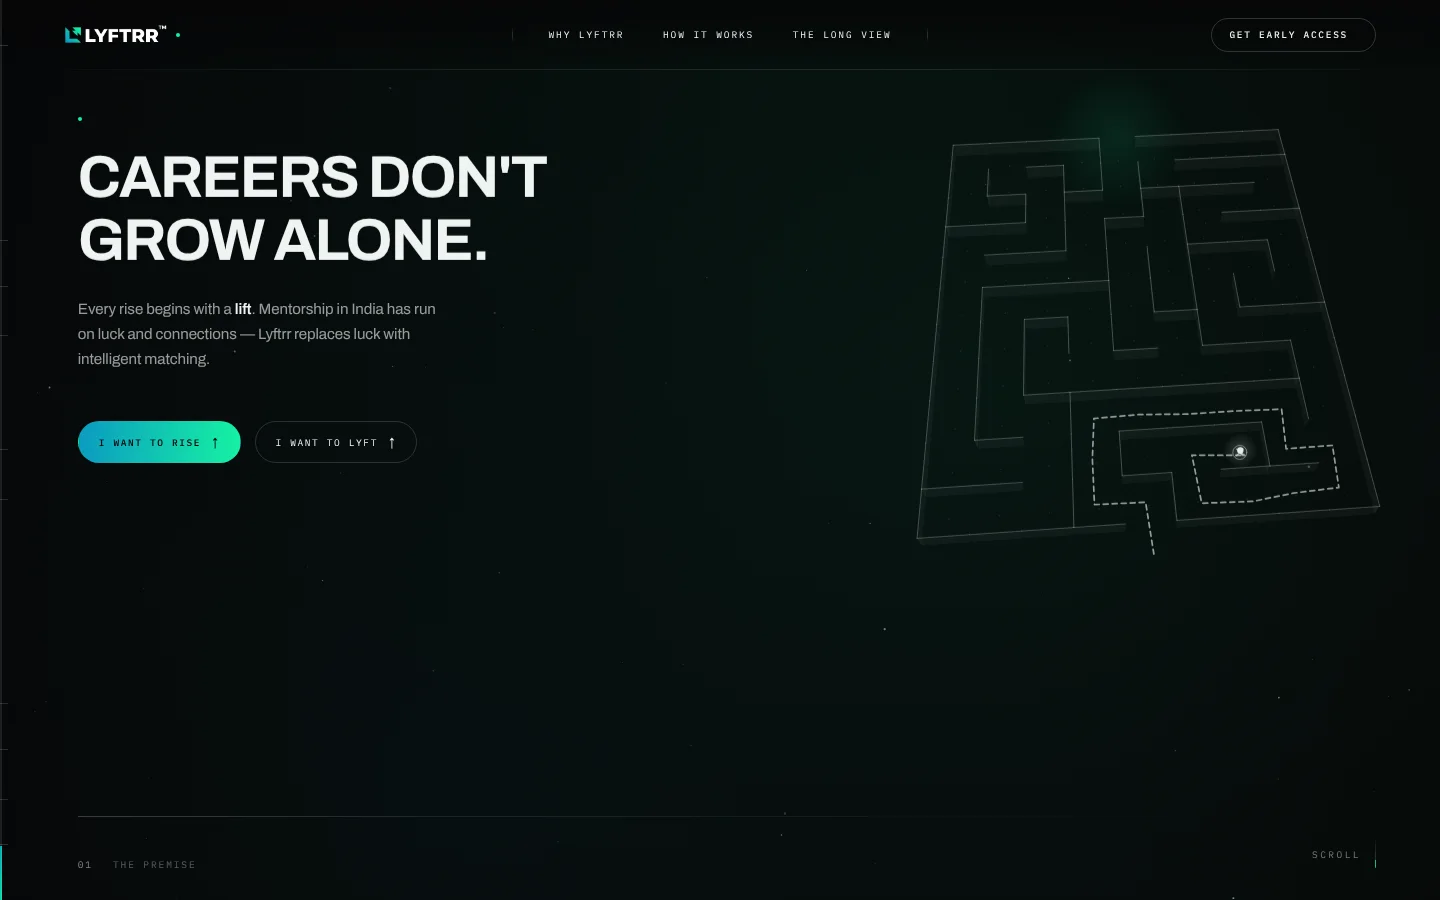 LYFTRR™
WHY LYFTRR
HOW IT WORKS
THE LONG VIEW
GET EARLY ACCESS
CAREERS DON'T
GROW ALONE.
Every rise begins with a lift. Mentorship in India has run
on luck and connections — Lyftrr replaces luck with
intelligent matching.
I WANT TO RISE ↑
I WANT TO LYFT ↑
01 THE PREMISE
SCROLL